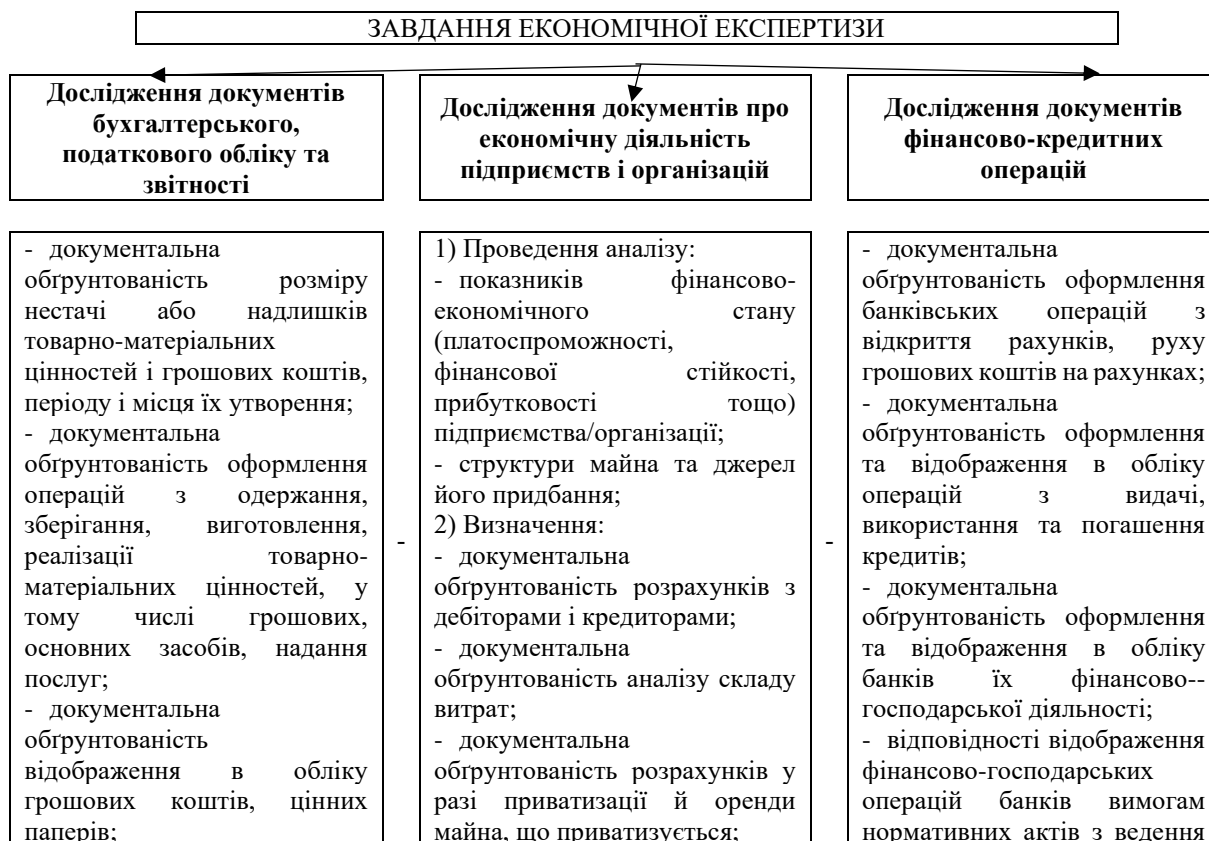 ЗАВДАННЯ ЕКОНОМІЧНОЇ ЕКСПЕРТИЗИ
Дослідження документів
бухгалтерського,
податкового обліку та
звітності
Дослідження документів про
економічну діяльність
підприємств і організацій
Дослідження документів
фінансово-кредитних
операцій
- документальна
обґрунтованість розміру
нестачі або надлишків
товарно-матеріальних
цінностей і грошових коштів,
періоду і місця їх утворення;
- документальна
обґрунтованість оформлення
операцій з одержання,
зберігання, виготовлення,
реалізації товарно-
матеріальних цінностей, у
тому числі грошових,
основних засобів, надання
послуг;
- документальна
обґрунтованість
відображення в обліку
грошових коштів, цінних
паперів;
-
1) Проведення аналізу:
- показників фінансово-
економічного стану
(платоспроможності,
фінансової стійкості,
прибутковості тощо)
підприємства/організації;
- структури майна та джерел
його придбання;
2) Визначення:
- документальна
обґрунтованість розрахунків з
дебіторами і кредиторами;
- документальна
обґрунтованість аналізу складу
витрат;
- документальна
обґрунтованість розрахунків у
разі приватизації й оренди
майна, що приватизується;
-
- документальна
обґрунтованість оформлення
банківських операцій з
відкриття рахунків, руху
грошових коштів на рахунках;
- документальна
обґрунтованість оформлення
та відображення в обліку
операцій з видачі,
використання та погашення
кредитів;
- документальна
обґрунтованість оформлення
та відображення в обліку
банків їх фінансово--
господарської діяльності;
- відповідності відображення
фінансово-господарських
операцій банків вимогам
нормативних актів з ведення